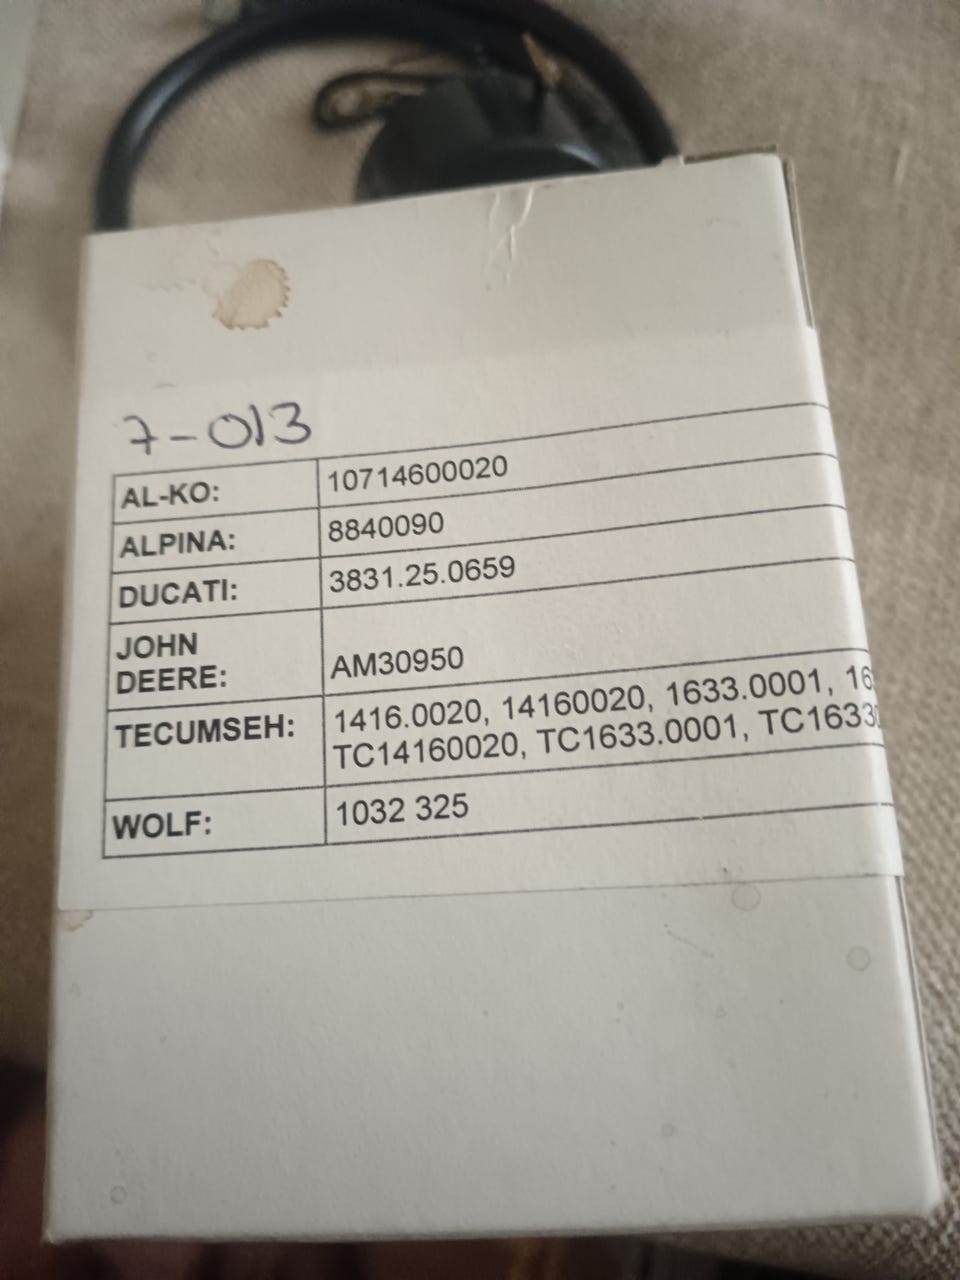 7-013
AL-KO: 10714600020
ALPINA: 8840090
DUCATI: 3831.25.0659
JOHN
DEERE: AM30950
TECUMSEH: 1416.0020, 14160020, 1633.0001,
TC14160020, TC1633.0001,
WOLF: 1032 325